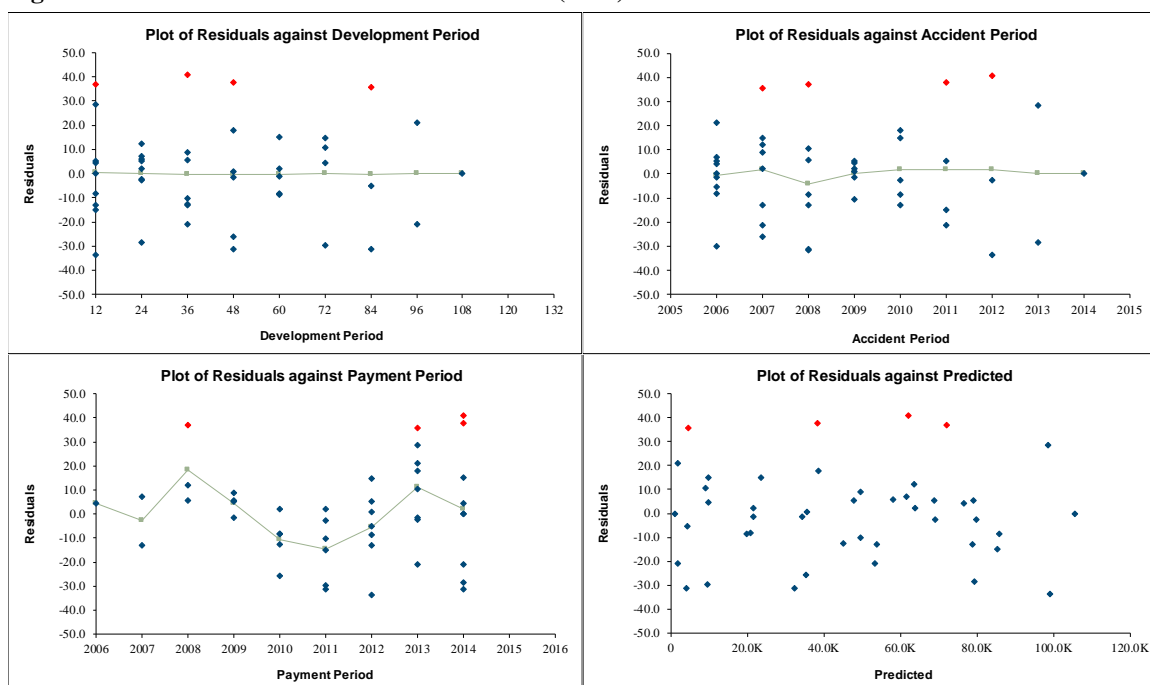 Plot of Residuals against Development Period
50.0
40.0
30.0
20.0
10.0
0.0
-10.0
-20.0
-30.0
-40.0
-50.0
Residuals
12 24 36 48 60 72 84 96 108 120 132
Development Period
Plot of Residuals against Accident Period
50.0
40.0
30.0
20.0
10.0
0.0
-10.0
-20.0
-30.0
-40.0
-50.0
Residuals
2005 2006 2007 2008 2009 2010 2011 2012 2013 2014 2015
Accident Period
Plot of Residuals against Payment Period
50.0
40.0
30.0
20.0
10.0
0.0
-10.0
-20.0
-30.0
-40.0
-50.0
Residuals
2006 2007 2008 2009 2010 2011 2012 2013 2014 2015 2016
Payment Period
Plot of Residuals against Predicted
50.0
40.0
30.0
20.0
10.0
0.0
-10.0
-20.0
-30.0
-40.0
-50.0
Residuals
0 20.0K 40.0K 60.0K 80.0K 100.0K 120.0K
Predicted